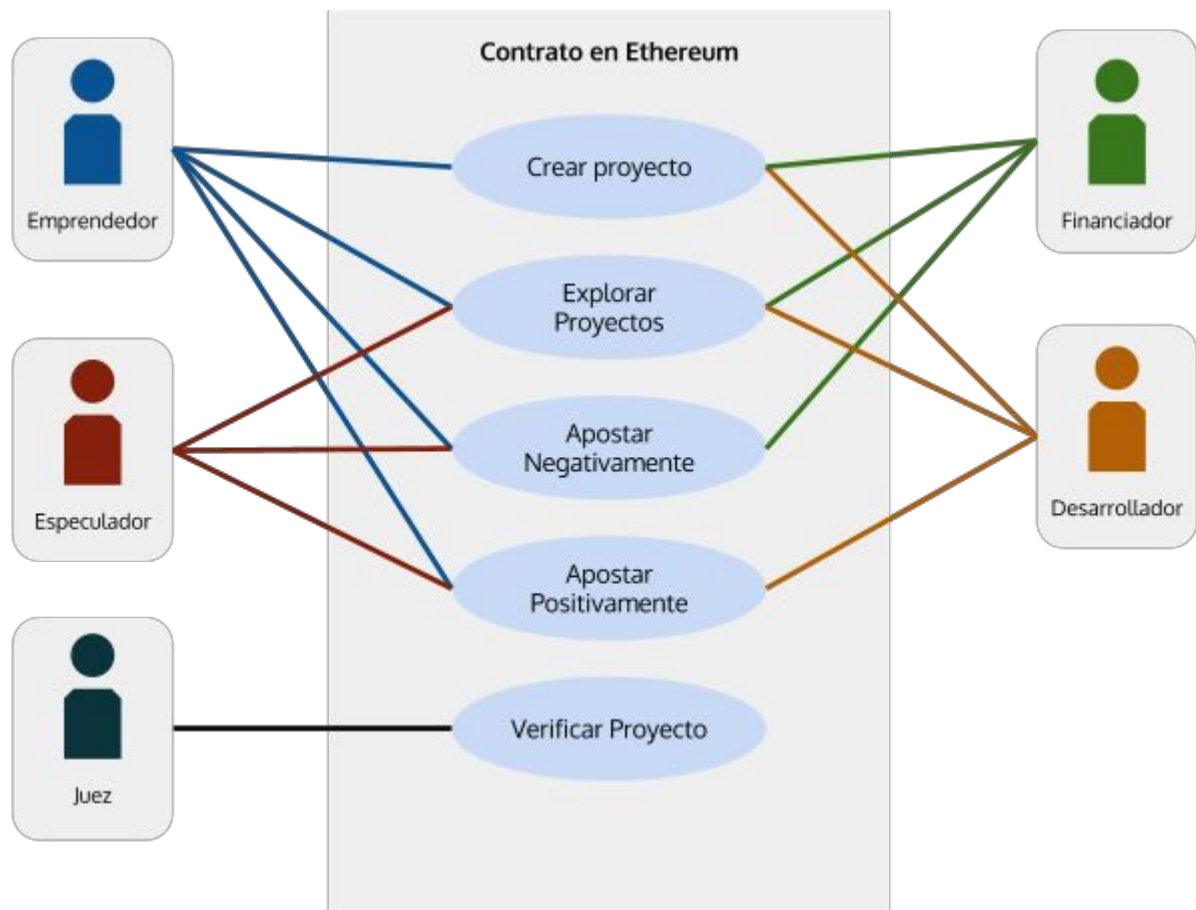 Contrato en Ethereum
Emprendedor
Especulador
Juez
Crear proyecto
Explorar
Proyectos
Apostar
Negativamente
Apostar
Positivamente
Verificar Proyecto
Financiador
Desarrollador